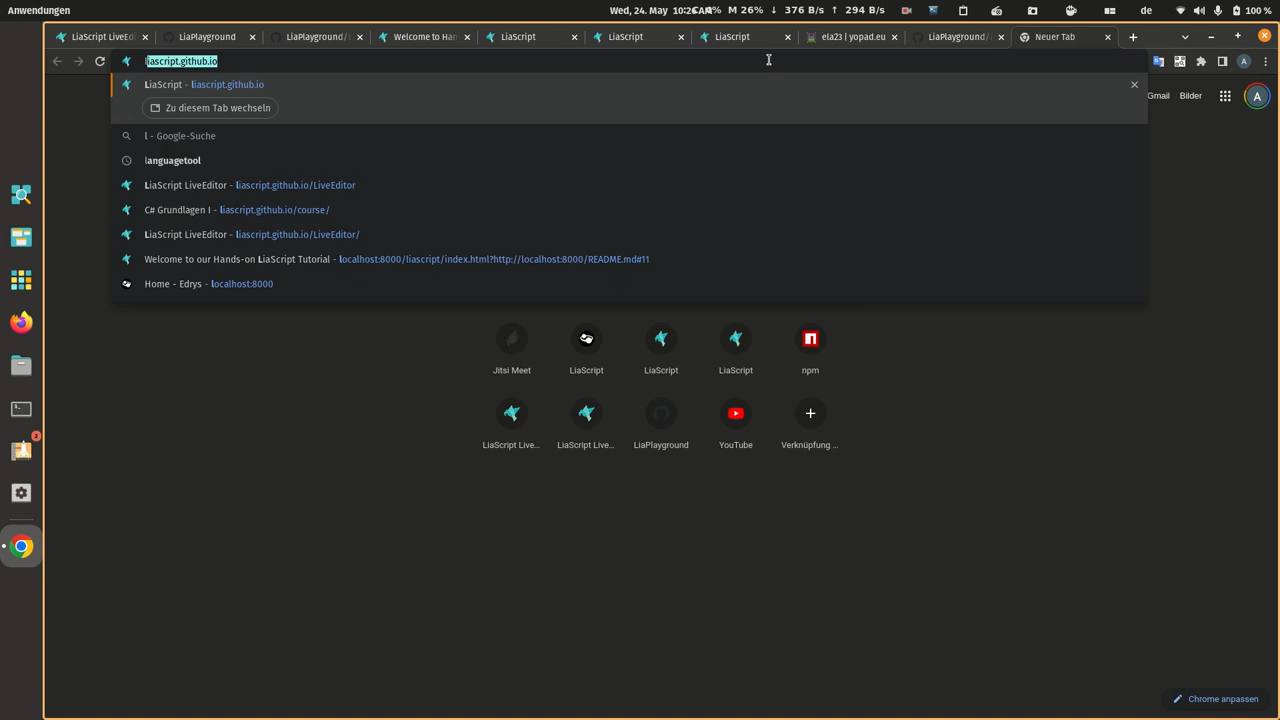 Anwendungen
Wed, 24. May 10:26 AM
M 26% ↓ 376 B/s ↑ 294 B/s
de
100 %
LiaScript LiveEdi
LiaPlayground
LiaPlayground/
Welcome to Han
LiaScript
LiaScript
LiaScript
ela23 | yopad.eu
LiaPlayground/
Neuer Tab
liascript.github.io
LiaScript - liascript.github.io
Zu diesem Tab wechseln
l - Google-Suche
languagetool
LiaScript LiveEditor - liascript.github.io/LiveEditor
C# Grundlagen I - liascript.github.io/course/
LiaScript LiveEditor - liascript.github.io/LiveEditor/
Welcome to our Hands-on LiaScript Tutorial - localhost:8000/liascript/index.html?http://localhost:8000/README.md#11
Home - Edrys - localhost:8000
Gmail
Bilder
A
A
Jitsi Meet
LiaScript
LiaScript
LiaScript
npm
LiaScript Live...
LiaScript Live...
LiaPlayground
YouTube
Verknüpfung ...
3
Chrome anpassen